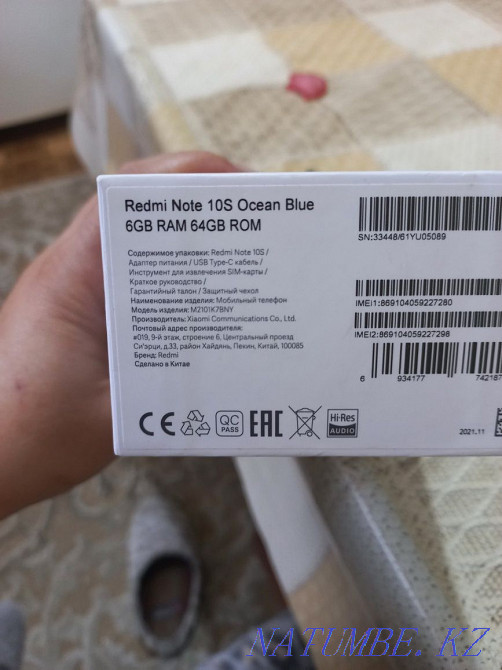 Redmi Note 10S Ocean Blue
6GB RAM 64GB ROM
Содержимое упаковки: Redmi Note 10S /
Адаптер питания / USB Type-C кабель /
Инструмент для извлечения SIM-карты /
Краткое руководство /
Гарантийный талон / Защитный чехол
Наименование изделия: Мобильный телефон
Модель изделия: M2101K7BNY
Производитель: Xiaomi Communications Co., Ltd.
Почтовый адрес производителя:
#019, 9-й этаж, строение 6, Центральный проезд
Си'эрци, д.33, район Хайдянь, Пекин, Китай, 100085
Бренд: Redmi
Сделано в Китае
SN:33448/61YU05089
IMEI1:869104059227280
IMEI2:869104059227298
6 934177 742187
CE QC PASS EAC Hi-Res AUDIO
2021.11
NATUMBE.KZ